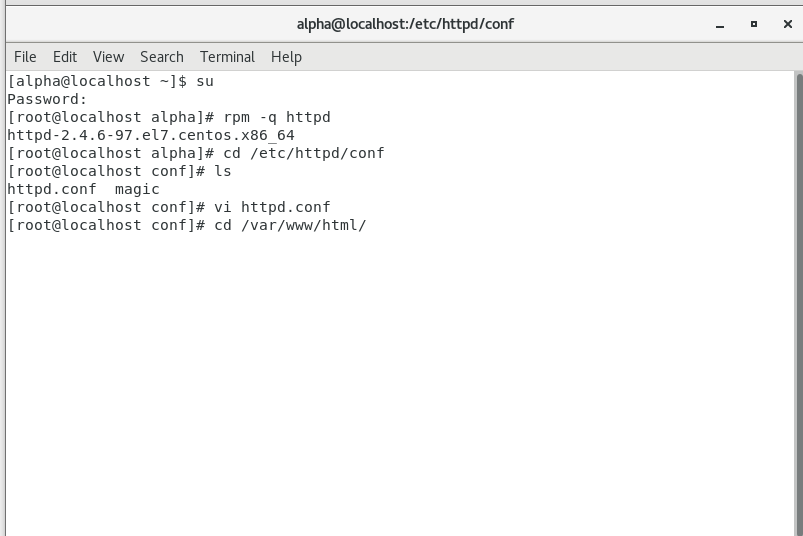 alpha@localhost:/etc/httpd/conf
File Edit View Search Terminal Help
[alpha@localhost ~]$ su
Password:
[root@localhost alpha]# rpm -q httpd
httpd-2.4.6-97.el7.centos.x86_64
[root@localhost alpha]# cd /etc/httpd/conf
[root@localhost conf]# ls
httpd.conf  magic
[root@localhost conf]# vi httpd.conf
[root@localhost conf]# cd /var/www/html/